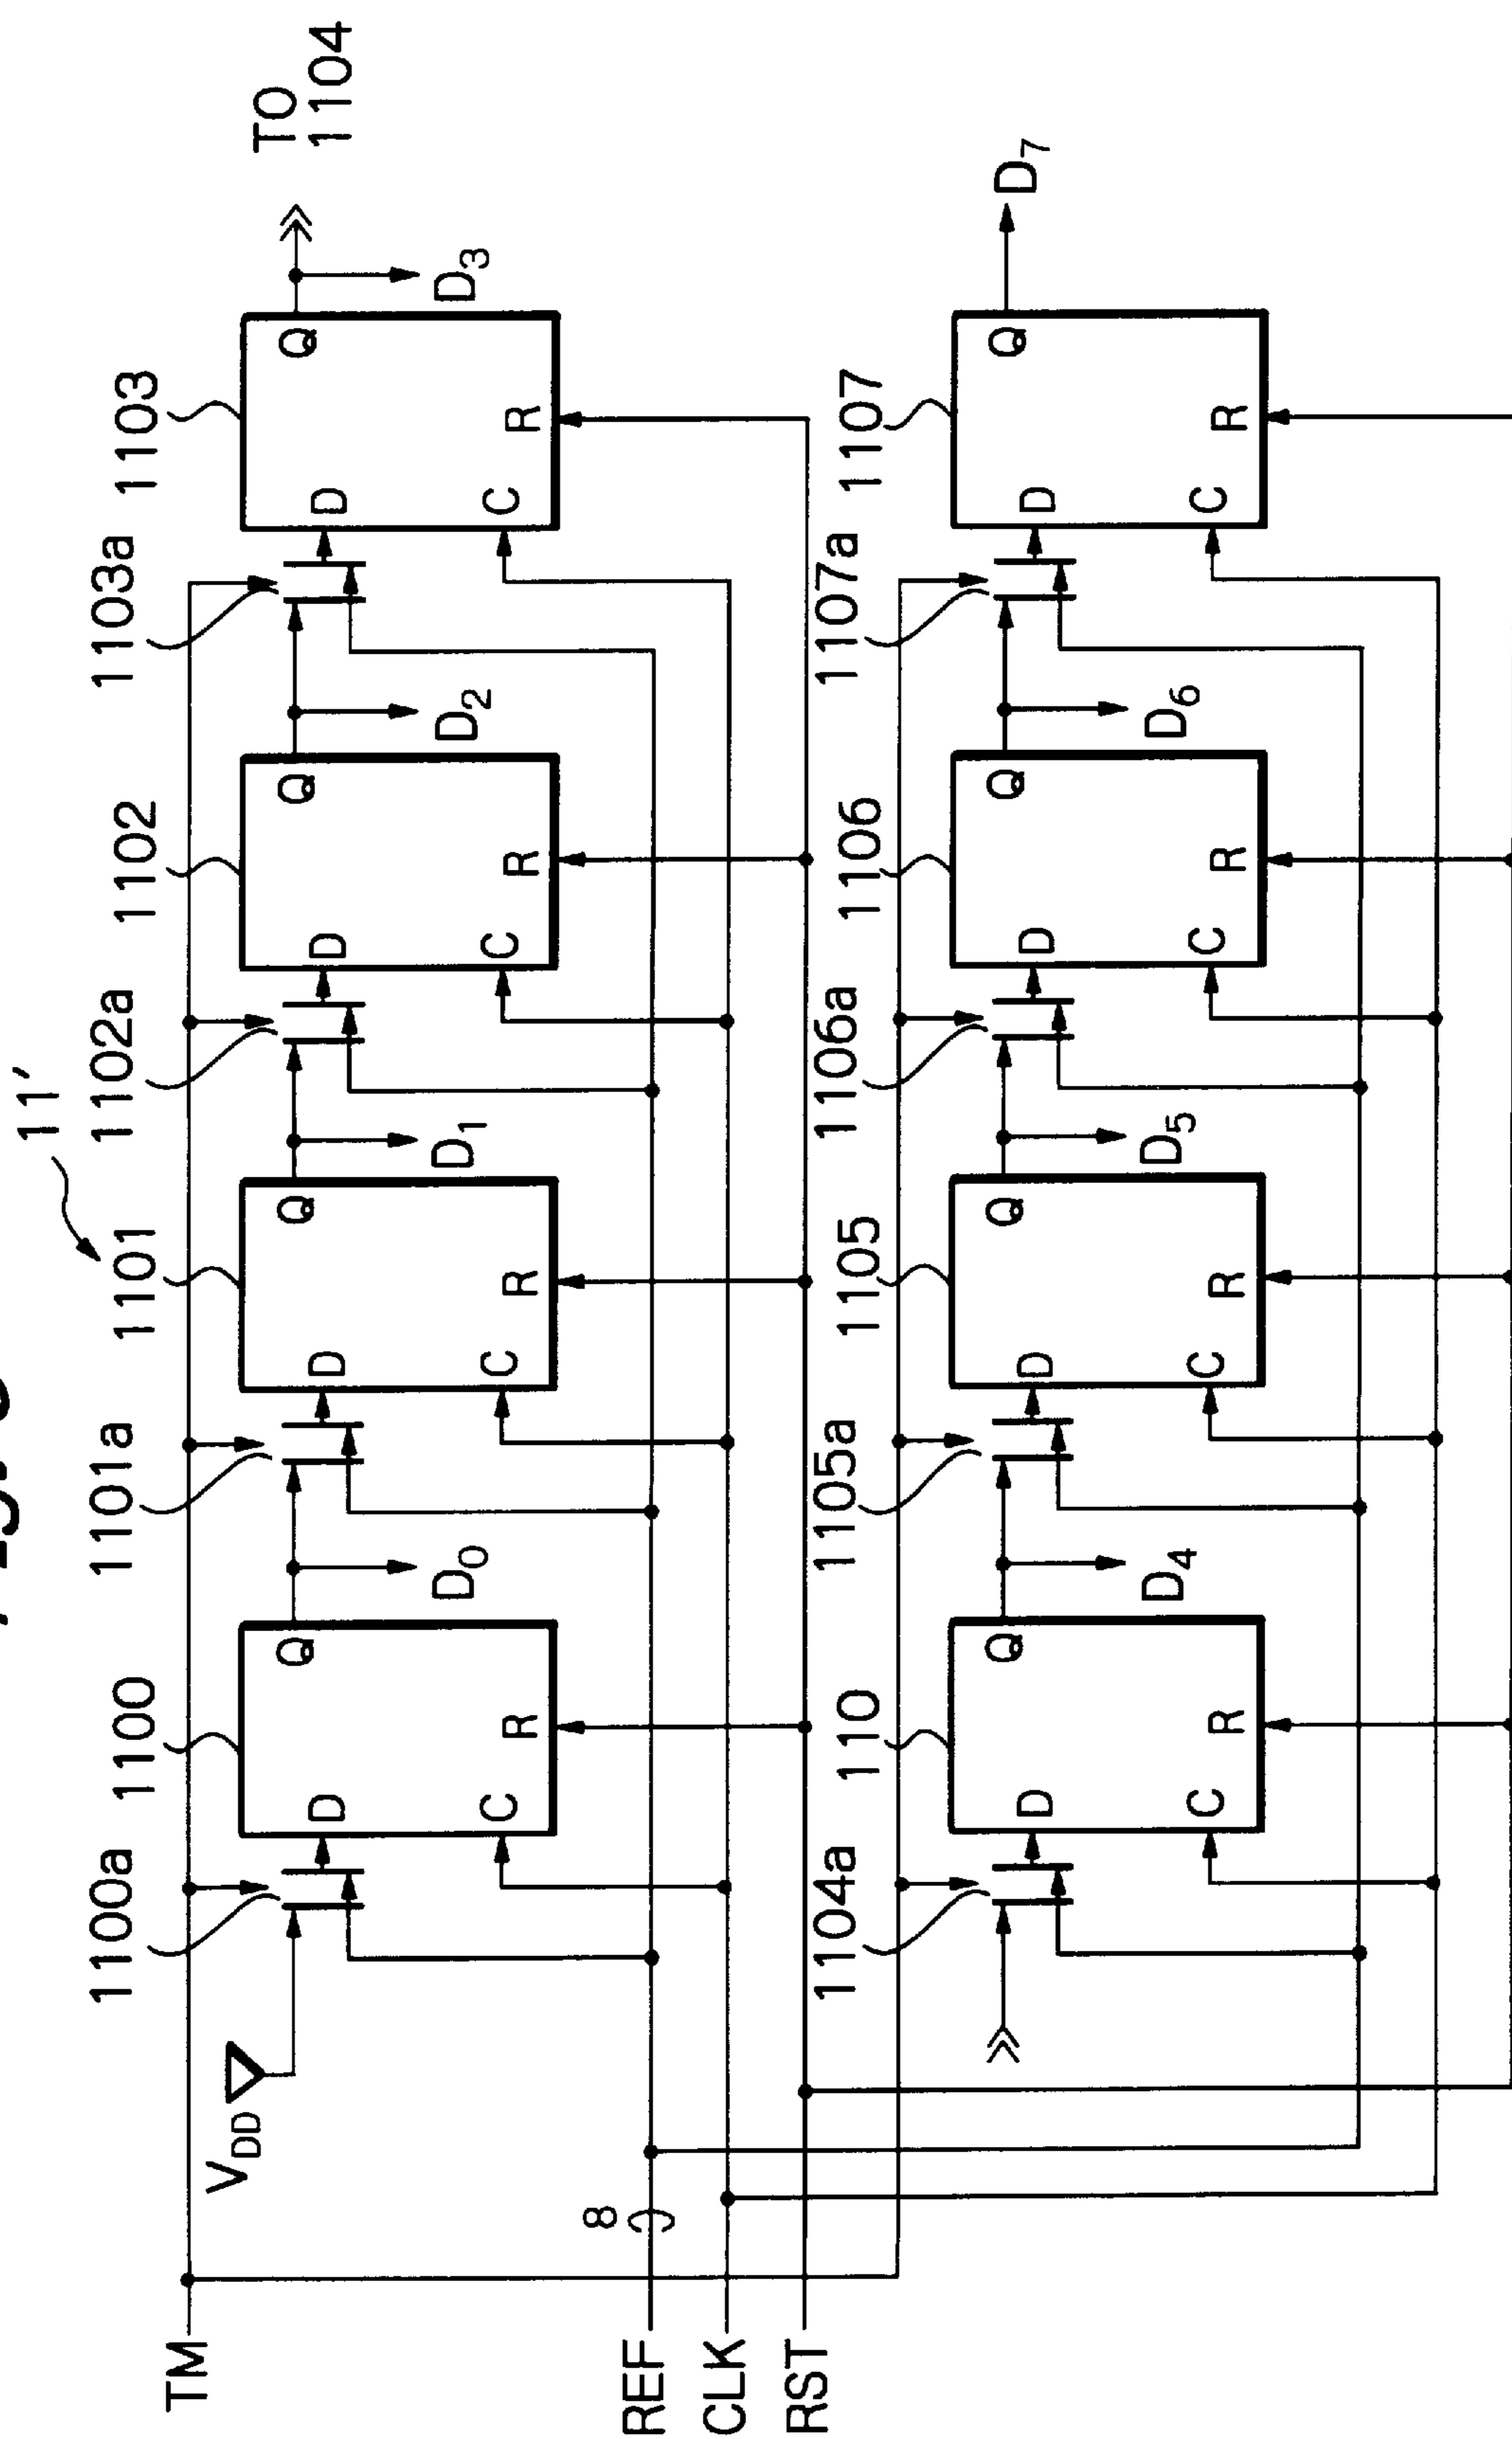 11′
TM
1100a
1100
1101a
1101
1102a
1102
1103a
1103
TO
1104
V_DD
D
Q
D
Q
D
Q
D
Q
C
R
C
R
C
R
C
R
D₀
D₁
D₂
D₃
8
REF
CLK
RST
1104a
110
1105a
1105
1106a
1106
1107a
1107
D
Q
D
Q
D
Q
D
Q
D₇
C
R
C
R
C
R
C
R
D₄
D₅
D₆